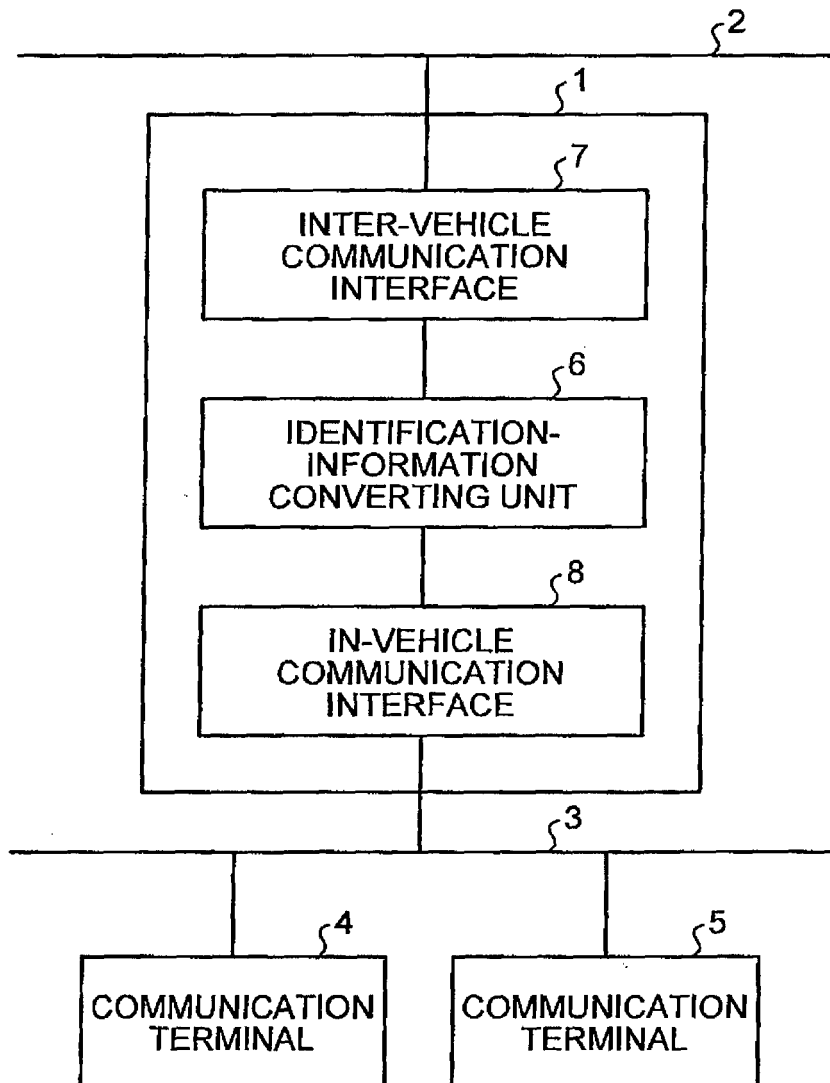 2
1
7
INTER-VEHICLE
COMMUNICATION
INTERFACE
6
IDENTIFICATION-
INFORMATION
CONVERTING UNIT
8
IN-VEHICLE
COMMUNICATION
INTERFACE
3
4
COMMUNICATION
TERMINAL
5
COMMUNICATION
TERMINAL